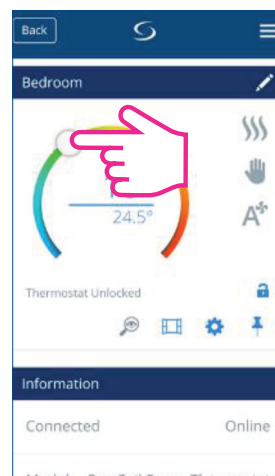 Back
Bedroom
24.5°
Thermostat Unlocked
Information
Connected Online